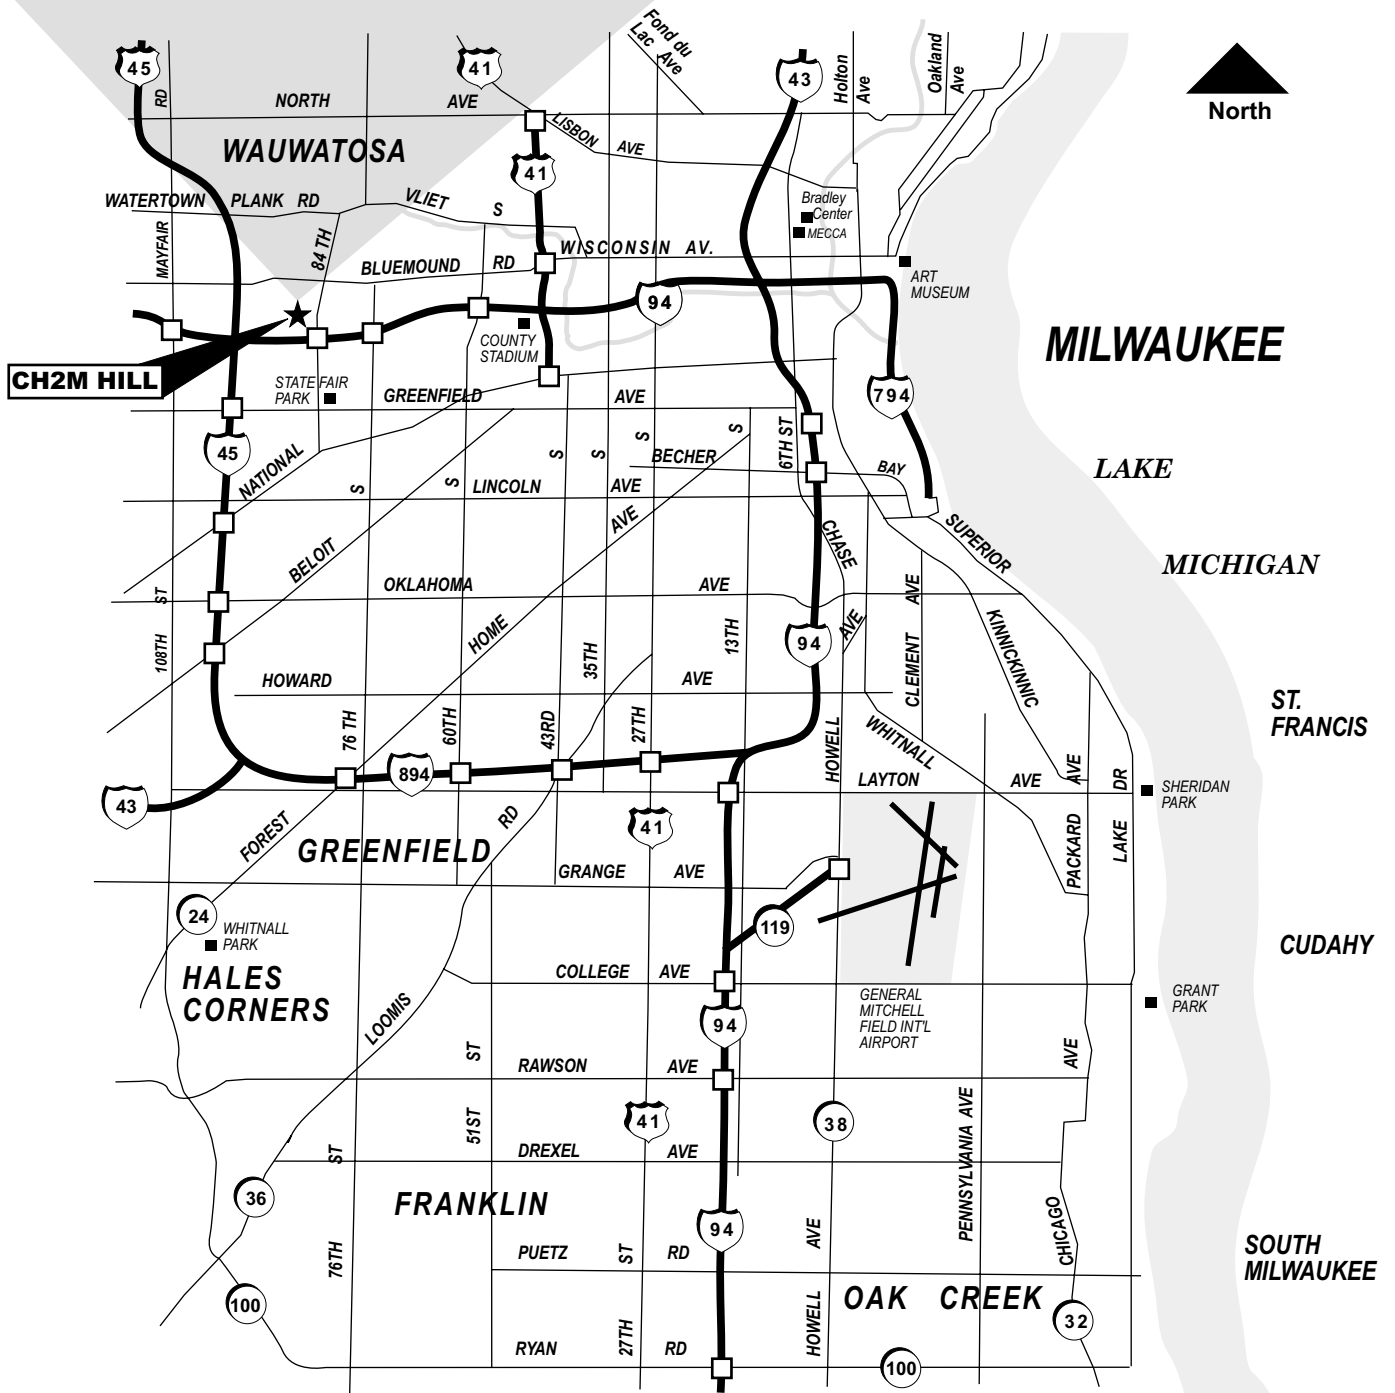 Fond du
Lac Ave
45
41
43
Holton
Ave
Oakland
Ave
North
RD
NORTH AVE
LISBON AVE
WAUWATOSA
41
WATERTOWN PLANK RD
VLIET S
Bradley
Center
MECCA
MAYFAIR
84 TH
WISCONSIN AV.
BLUEMOUND RD
ART
MUSEUM
94
COUNTY
STADIUM
MILWAUKEE
CH2M HILL
STATE FAIR
PARK
GREENFIELD AVE
794
45
NATIONAL
S
S
S
S
S
S
6TH ST
BECHER
BAY
LAKE
LINCOLN AVE
AVE
CHASE
SUPERIOR
BELOIT
MICHIGAN
OKLAHOMA AVE
ST
AVE
CLEMENT
KINNICKINNIC
108TH
HOME
35TH
13TH
94
AVE
HOWARD AVE
ST.
FRANCIS
76 TH
60TH
43RD
27TH
HOWELL
WHITNALL
894
LAYTON AVE
AVE
DR
SHERIDAN
PARK
43
FOREST
RD
41
GREENFIELD
PACKARD
LAKE
GRANGE AVE
24
WHITNALL
PARK
119
CUDAHY
HALES
CORNERS
COLLEGE AVE
GRANT
PARK
LOOMIS
94
GENERAL
MITCHELL
FIELD INT'L
AIRPORT
ST
AVE
RAWSON AVE
51ST
41
38
PENNSYLVANIA AVE
ST
DREXEL AVE
36
FRANKLIN
94
AVE
CHICAGO
76TH
PUETZ RD
ST
SOUTH
MILWAUKEE
100
OAK CREEK
32
HOWELL
27TH
RYAN RD
100